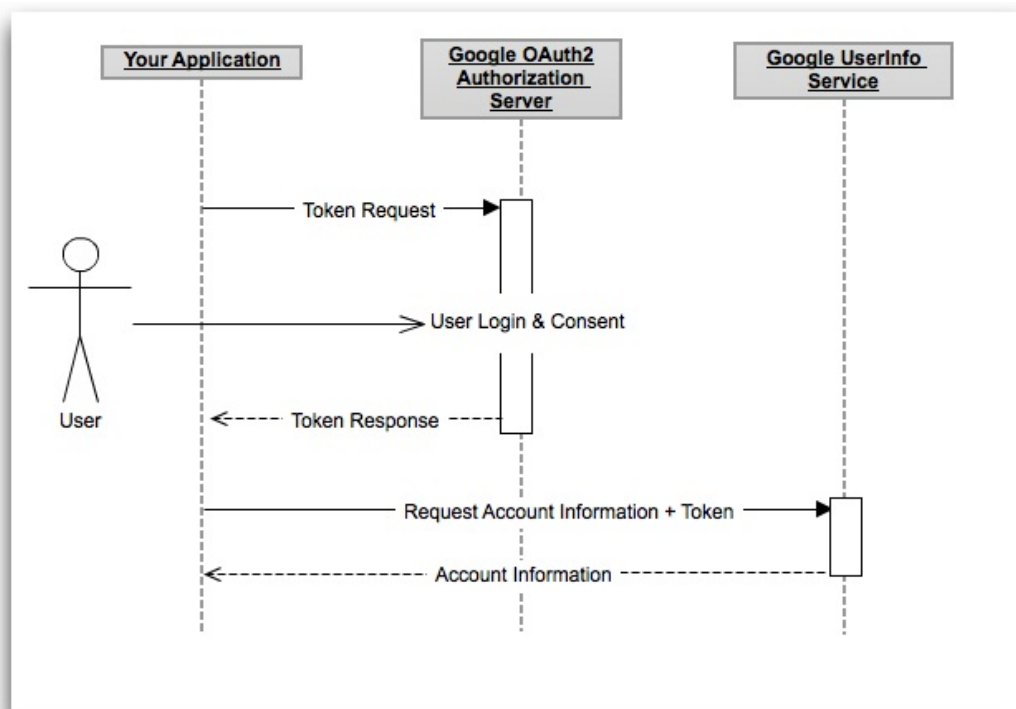 Your Application
Google OAuth2
Authorization
Server
Google UserInfo
Service
Token Request
User Login & Consent
User
Token Response
Request Account Information + Token
Account Information